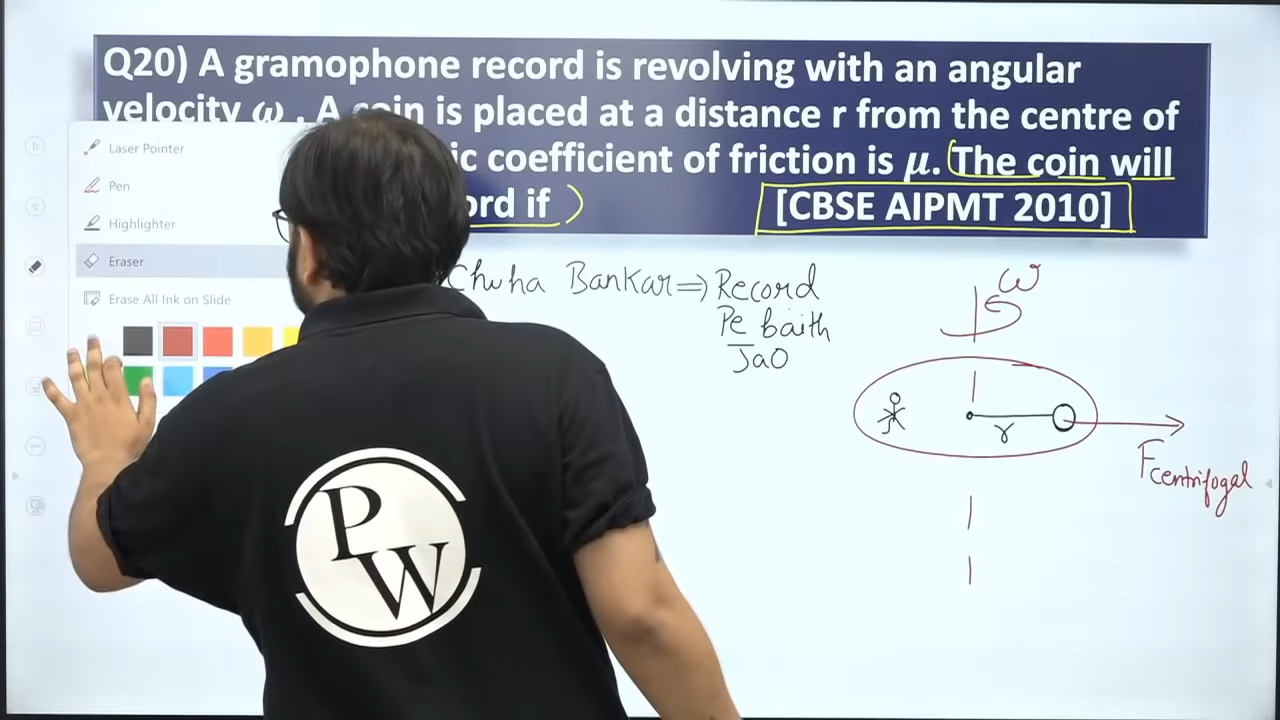 Q20) A gramophone record is revolving with an angular
velocity ω . A coin is placed at a distance r from the centre of
ic coefficient of friction is μ. The coin will
ord if
[CBSE AIPMT 2010]
Laser Pointer
Pen
Highlighter
Eraser
Erase All Ink on Slide
Chuha Bankar ⇒ Record
Pe baith
Jao
ω
r
Fcentrifogal
P
W